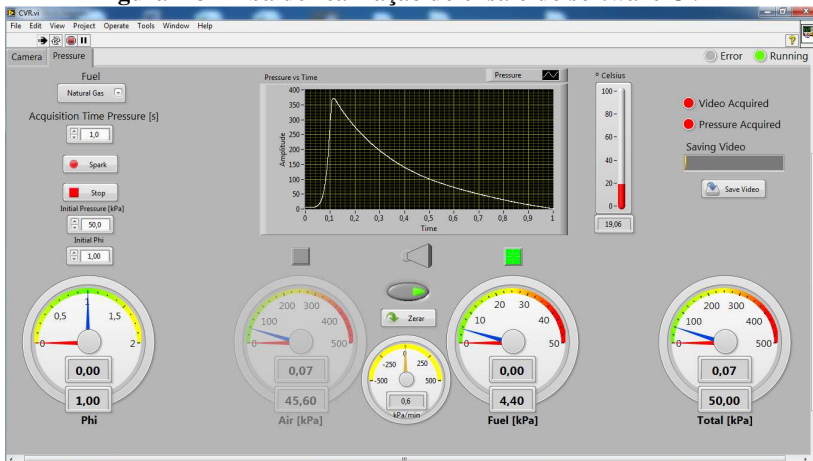 CVR.vi
File Edit View Project Operate Tools Window Help
Camera Pressure
Error Running
Fuel
Natural Gas
Acquisition Time Pressure [s]
1,0
Spark
Stop
Initial Pressure [kPa]
50,0
Initial Phi
1,00
Pressure vs Time
Pressure
400
350
300
250
200
150
100
50
0
Amplitude
0 0,1 0,2 0,3 0,4 0,5 0,6 0,7 0,8 0,9 1
Time
° Celsius
100
80
60
40
20
0
19,06
Video Acquired
Pressure Acquired
Saving Video
Save Video
Zerar
0 0,5 1 1,5 2
0,00
1,00
Phi
0 100 200 300 400 500
0,07
45,60
Air [kPa]
-500 -250 0 250 500
0,6
kPa/min
0 10 20 30 40 50
0,00
4,40
Fuel [kPa]
0 100 200 300 400 500
0,07
50,00
Total [kPa]